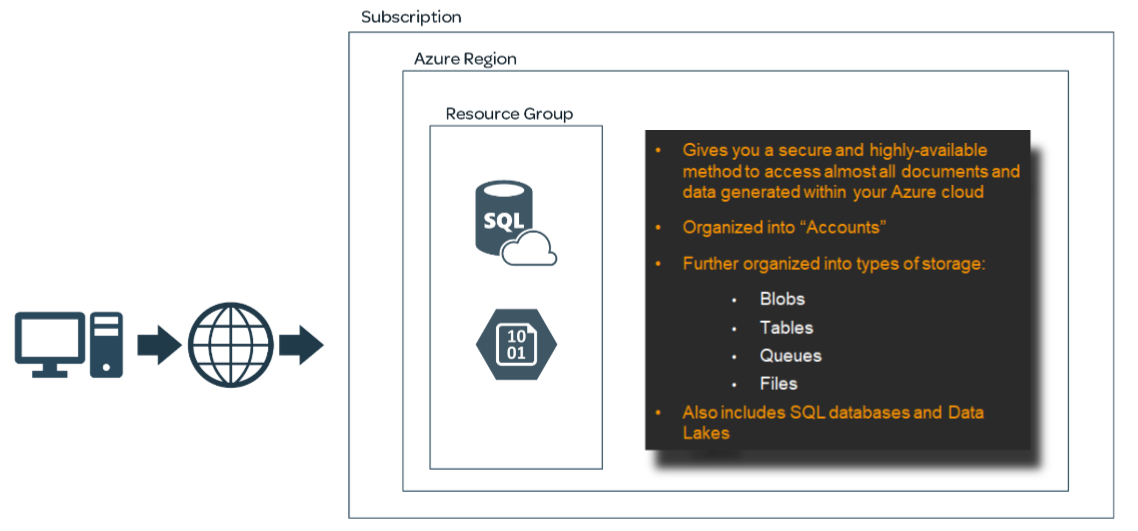 Subscription
Azure Region
Resource Group
SQL
10
01
• Gives you a secure and highly-available
method to access almost all documents and
data generated within your Azure cloud
• Organized into “Accounts”
• Further organized into types of storage:
• Blobs
• Tables
• Queues
• Files
• Also includes SQL databases and Data
Lakes